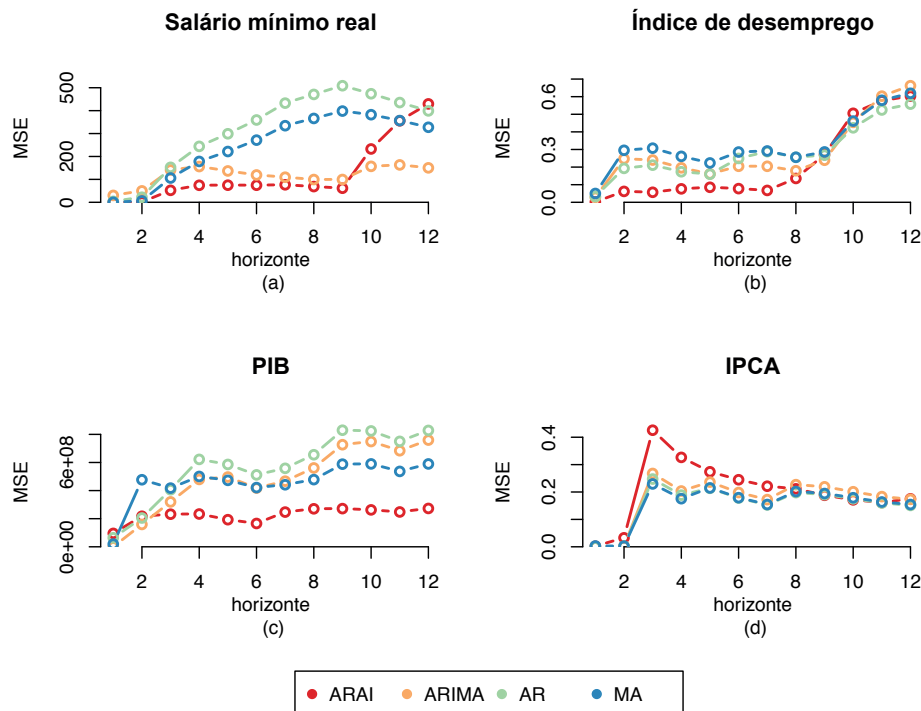 Salário mínimo real
MSE
0 200 500
2 4 6 8 10 12
horizonte
(a)
Índice de desemprego
MSE
0.0 0.3 0.6
2 4 6 8 10 12
horizonte
(b)
PIB
MSE
0e+00 6e+08
2 4 6 8 10 12
horizonte
(c)
IPCA
MSE
0.0 0.2 0.4
2 4 6 8 10 12
horizonte
(d)
ARAI ARIMA AR MA